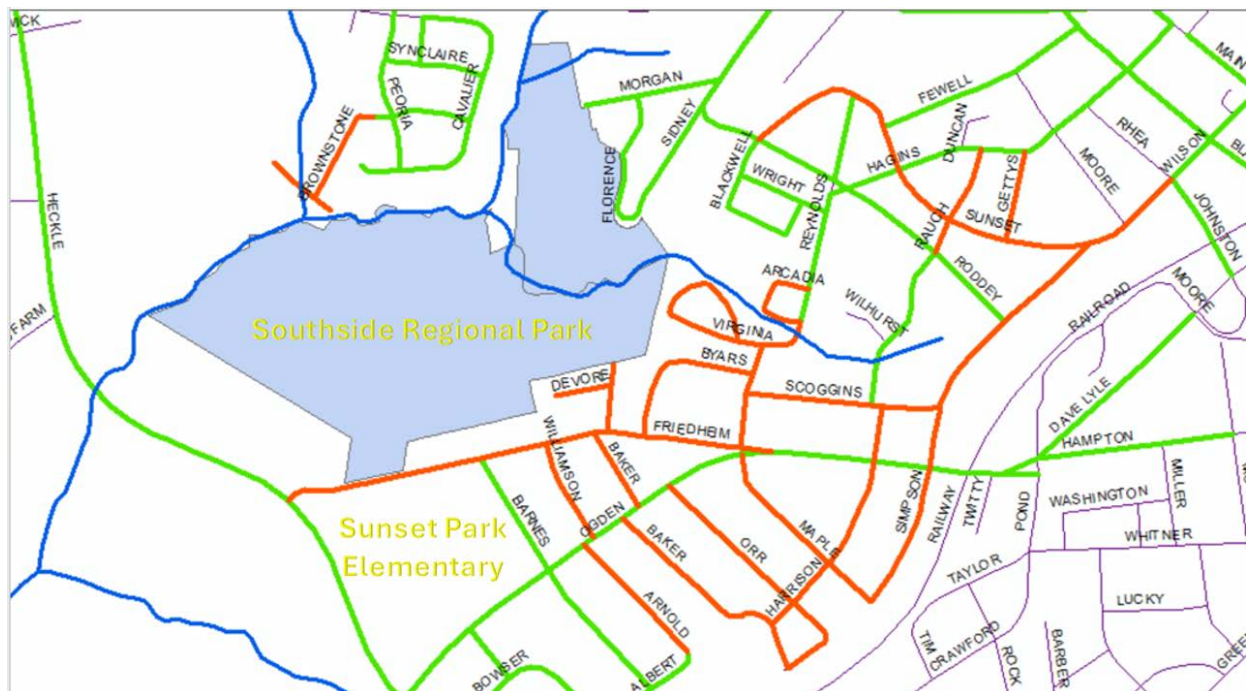 SYNCLAIRE
PEORIA
CAVALIER
BROWNSTONE
MORGAN
SIDNEY
FLORENCE
FEWELL
DUNCAN
MAIN
RHEA
MOORE
WILSON
HAGINS
BLACKWELL
WRIGHT
REYNOLDS
RAUCH
SUNSET
GETTYS
JOHNSTON
HECKLE
FARM
ARCADIA
RODDEY
WILHURST
RAILROAD
MOORE
Southside Regional Park
VIRGINIA
BYARS
DEVORE
SCOGGINS
FRIEDHEIM
DAVE LYLE
HAMPTON
WILLIAMSON
BAKER
BARNES
OGDEN
Sunset Park
Elementary
BAKER
ORR
MAPLE
SIMPSON
RAILWAY
TWITTY
POND
WASHINGTON
MILLER
WHITNER
HARRISON
ARNOLD
TAYLOR
LUCKY
TIM
CRAWFORD
ROCK
BARBER
BOWSER
ALBERT